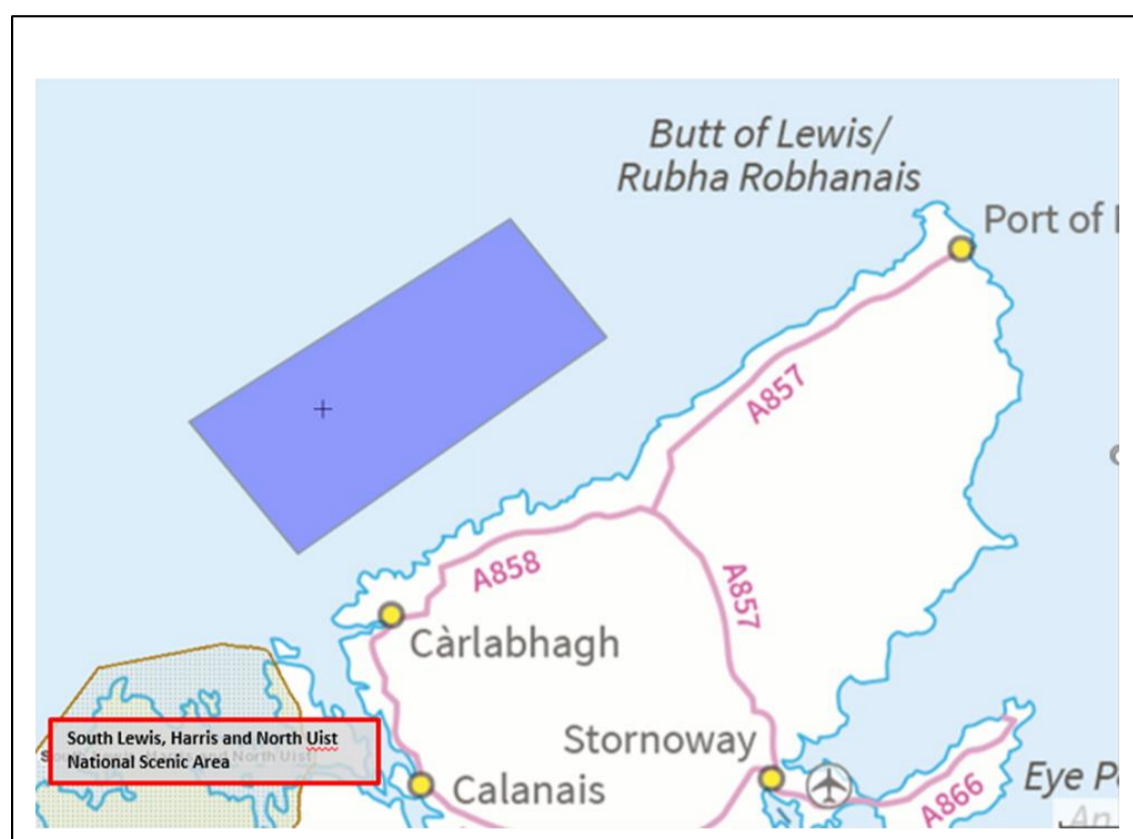 Butt of Lewis/
Rubha Robhanais
Port of
A857
A858
A857
Càrlabhagh
South Lewis, Harris and North Uist
National Scenic Area
Stornoway
Calanais
A866
Eye
An